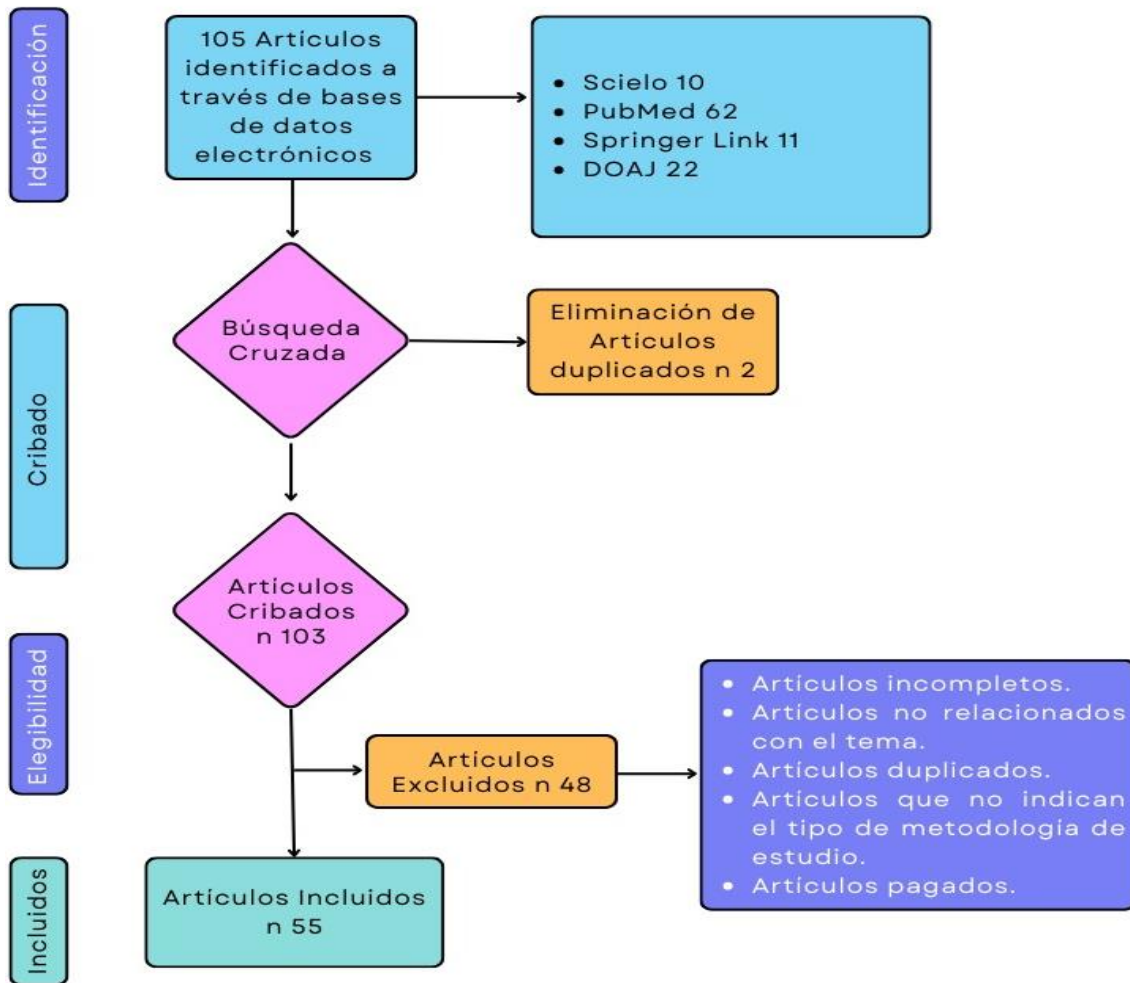 Identificación
105 Artículos
identificados a
través de bases
de datos
electrónicos
• Scielo 10
• PubMed 62
• Springer Link 11
• DOAJ 22
Cribado
Búsqueda
Cruzada
Eliminación de
Artículos
duplicados n 2
Artículos
Cribados
n 103
Elegibilidad
Artículos
Excluidos n 48
• Artículos incompletos.
• Artículos no relacionados
con el tema.
• Artículos duplicados.
• Artículos que no indican
el tipo de metodología de
estudio.
• Artículos pagados.
Incluidos
Artículos Incluidos
n 55